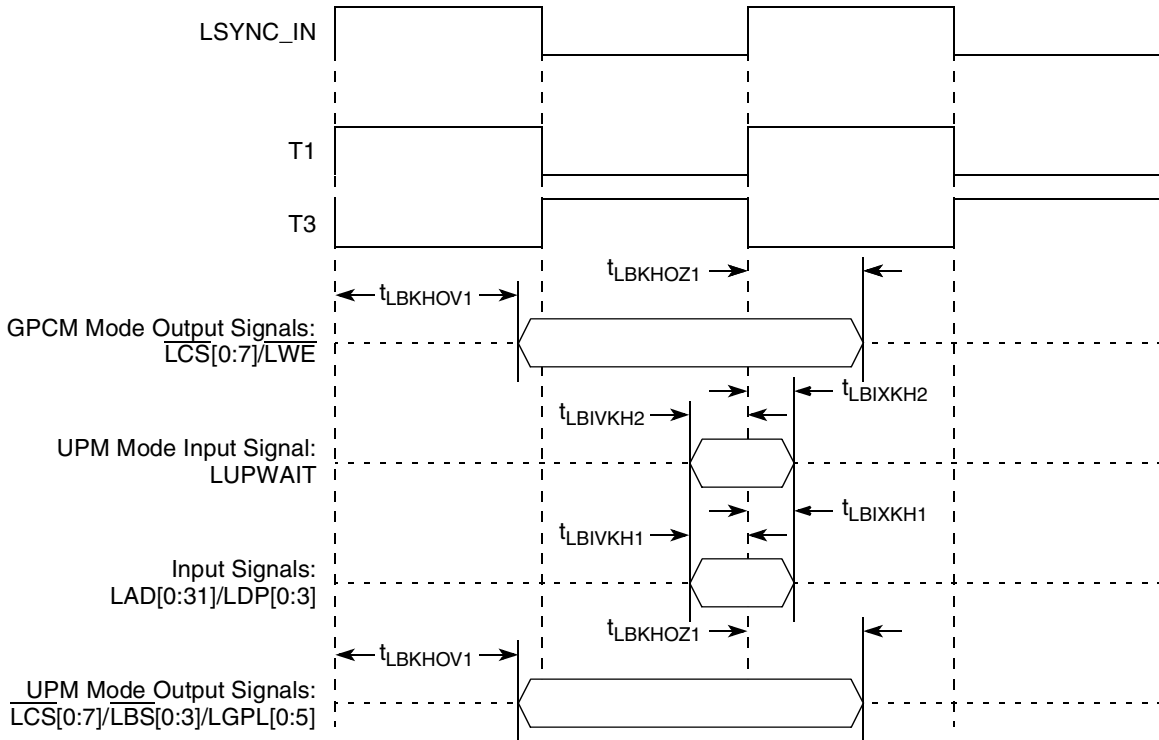 LSYNC_IN
T1
T3
tLBKHOZ1
tLBKHOV1
GPCM Mode Output Signals:
LCS[0:7]/LWE
tLBIXKH2
tLBIVKH2
UPM Mode Input Signal:
LUPWAIT
tLBIXKH1
tLBIVKH1
Input Signals:
LAD[0:31]/LDP[0:3]
tLBKHOZ1
tLBKHOV1
UPM Mode Output Signals:
LCS[0:7]/LBS[0:3]/LGPL[0:5]